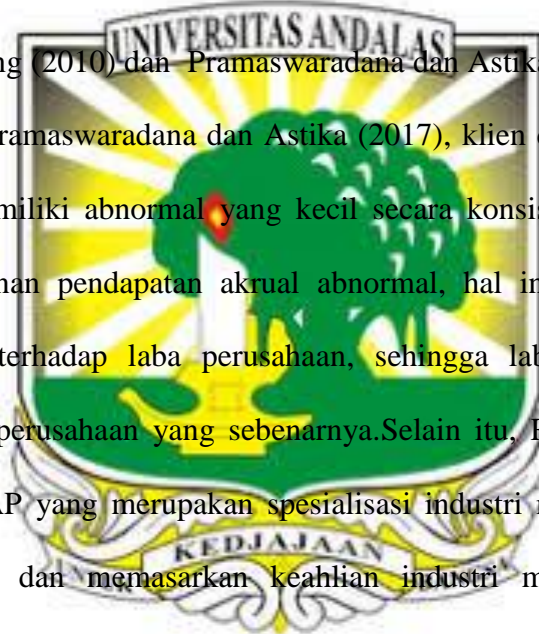 UNIVERSITAS ANDALAS
ng (2010) dan Pramaswaradana dan Astika
ramaswaradana dan Astika (2017), klien
miliki abnormal yang kecil secara konsis
nan pendapatan akrual abnormal, hal in
terhadap laba perusahaan, sehingga lab
perusahaan yang sebenarnya.Selain itu,
AP yang merupakan spesialisasi industri
KEDJAJAAN
dan memasarkan keahlian industri m